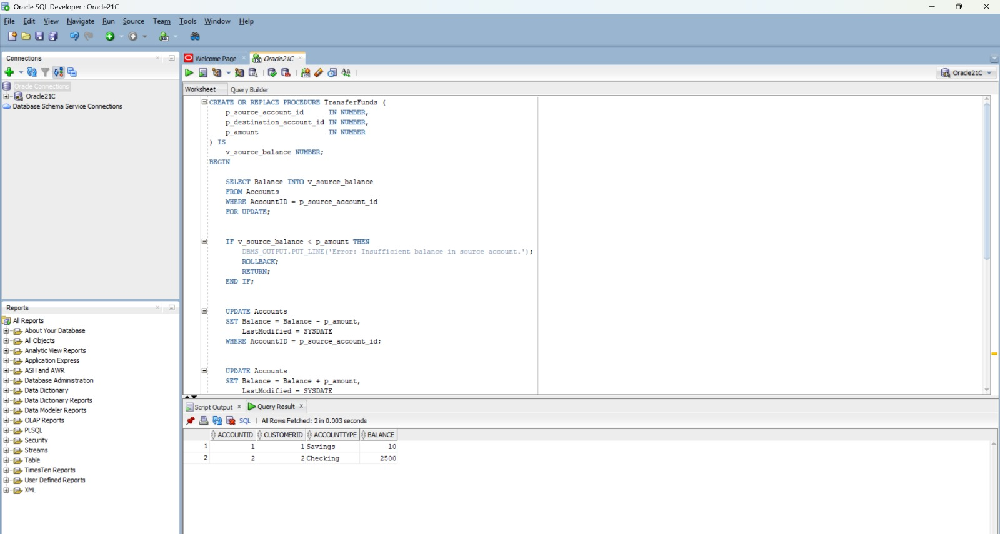 Oracle SQL Developer : Oracle21C
File Edit View Navigate Run Source Team Tools Window Help
Connections
Oracle Connections
Oracle21C
Database Schema Service Connections
Reports
All Reports
About Your Database
All Objects
Analytic View Reports
Application Express
ASH and AWR
Database Administration
Data Dictionary
Data Dictionary Reports
Data Modeler Reports
OLAP Reports
PLSQL
Security
Streams
Table
TimesTen Reports
User Defined Reports
XML
Welcome Page Oracle21C
Oracle21C
Worksheet Query Builder
CREATE OR REPLACE PROCEDURE TransferFunds (
p_source_account_id IN NUMBER,
p_destination_account_id IN NUMBER,
p_amount IN NUMBER
) IS
v_source_balance NUMBER;
BEGIN
SELECT Balance INTO v_source_balance
FROM Accounts
WHERE AccountID = p_source_account_id
FOR UPDATE;
IF v_source_balance < p_amount THEN
DBMS_OUTPUT.PUT_LINE('Error: Insufficient balance in source account.');
ROLLBACK;
RETURN;
END IF;
UPDATE Accounts
SET Balance = Balance - p_amount,
LastModified = SYSDATE
WHERE AccountID = p_source_account_id;
UPDATE Accounts
SET Balance = Balance + p_amount,
LastModified = SYSDATE
Script Output Query Result
SQL | All Rows Fetched: 2 in 0.003 seconds
ACCOUNTID CUSTOMERID ACCOUNTTYPE BALANCE
1 1 1 Savings 10
2 2 2 Checking 2500